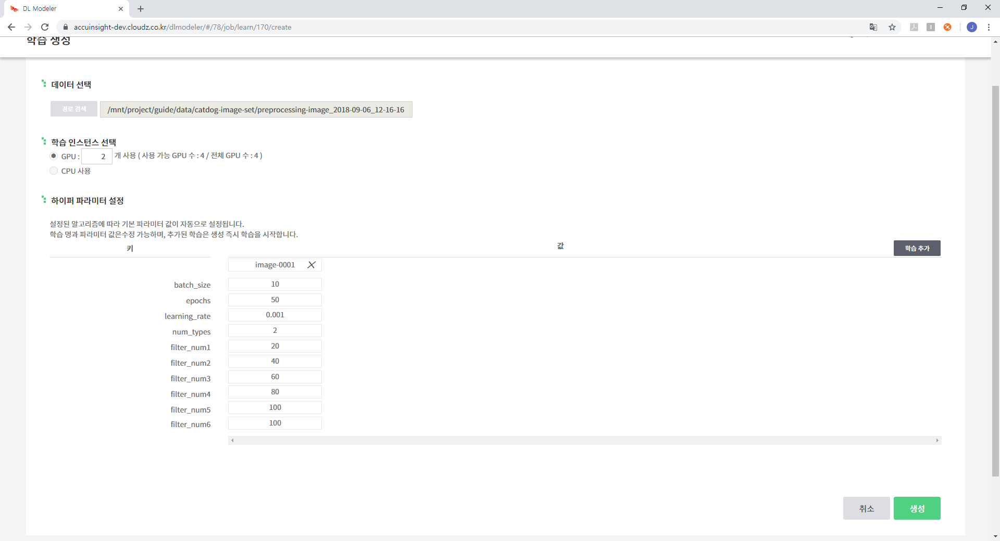 DL Modeler
accuinsight-dev.cloudz.co.kr/dlmodeler/#/78/job/learn/170/create
J
학습 생성
데이터 선택
경로 검색 /mnt/project/guide/data/catdog-image-set/preprocessing-image_2018-09-06_12-16-16
학습 인스턴스 선택
GPU : 2 개 사용 ( 사용 가능 GPU 수 : 4 / 전체 GPU 수 : 4 )
CPU 사용
하이퍼 파라미터 설정
설정된 알고리즘에 따라 기본 파라미터 값이 자동으로 설정됩니다.
학습 명과 파라미터 값은수정 가능하며, 추가된 학습은 생성 즉시 학습을 시작합니다.
키 값 학습 추가
image-0001
batch_size 10
epochs 50
learning_rate 0.001
num_types 2
filter_num1 20
filter_num2 40
filter_num3 60
filter_num4 80
filter_num5 100
filter_num6 100
취소 생성